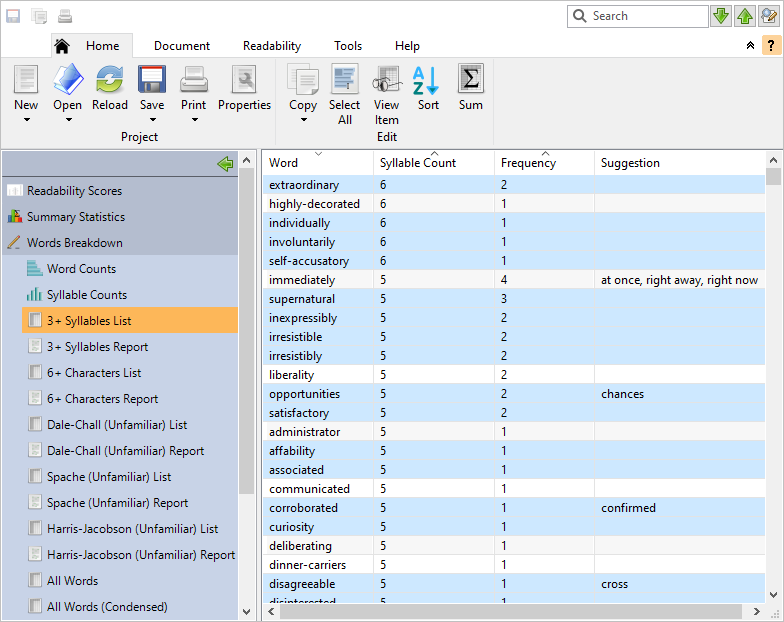 Search
Home Document Readability Tools Help
?
New Open Reload Save Print Properties Copy Select All View Item Sort Sum
Project Edit
Readability Scores
Summary Statistics
Words Breakdown
Word Counts
Syllable Counts
3+ Syllables List
3+ Syllables Report
6+ Characters List
6+ Characters Report
Dale-Chall (Unfamiliar) List
Dale-Chall (Unfamiliar) Report
Spache (Unfamiliar) List
Spache (Unfamiliar) Report
Harris-Jacobson (Unfamiliar) List
Harris-Jacobson (Unfamiliar) Report
All Words
All Words (Condensed)
Word Syllable Count Frequency Suggestion
extraordinary 6 2
highly-decorated 6 1
individually 6 1
involuntarily 6 1
self-accusatory 6 1
immediately 5 4 at once, right away, right now
supernatural 5 3
inexpressibly 5 2
irresistible 5 2
irresistibly 5 2
liberality 5 2
opportunities 5 2 chances
satisfactory 5 2
administrator 5 1
affability 5 1
associated 5 1
communicated 5 1
corroborated 5 1 confirmed
curiosity 5 1
deliberating 5 1
dinner-carriers 5 1
disagreeable 5 1 cross
disinterested 5 1